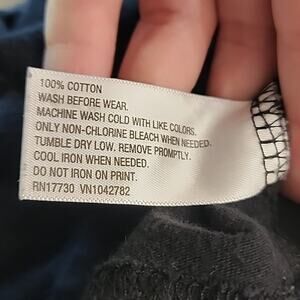 100% COTTON
WASH BEFORE WEAR.
MACHINE WASH COLD WITH LIKE COLORS.
ONLY NON-CHLORINE BLEACH WHEN NEEDED.
TUMBLE DRY LOW. REMOVE PROMPTLY.
COOL IRON WHEN NEEDED.
DO NOT IRON ON PRINT.
RN17730 VN1042782